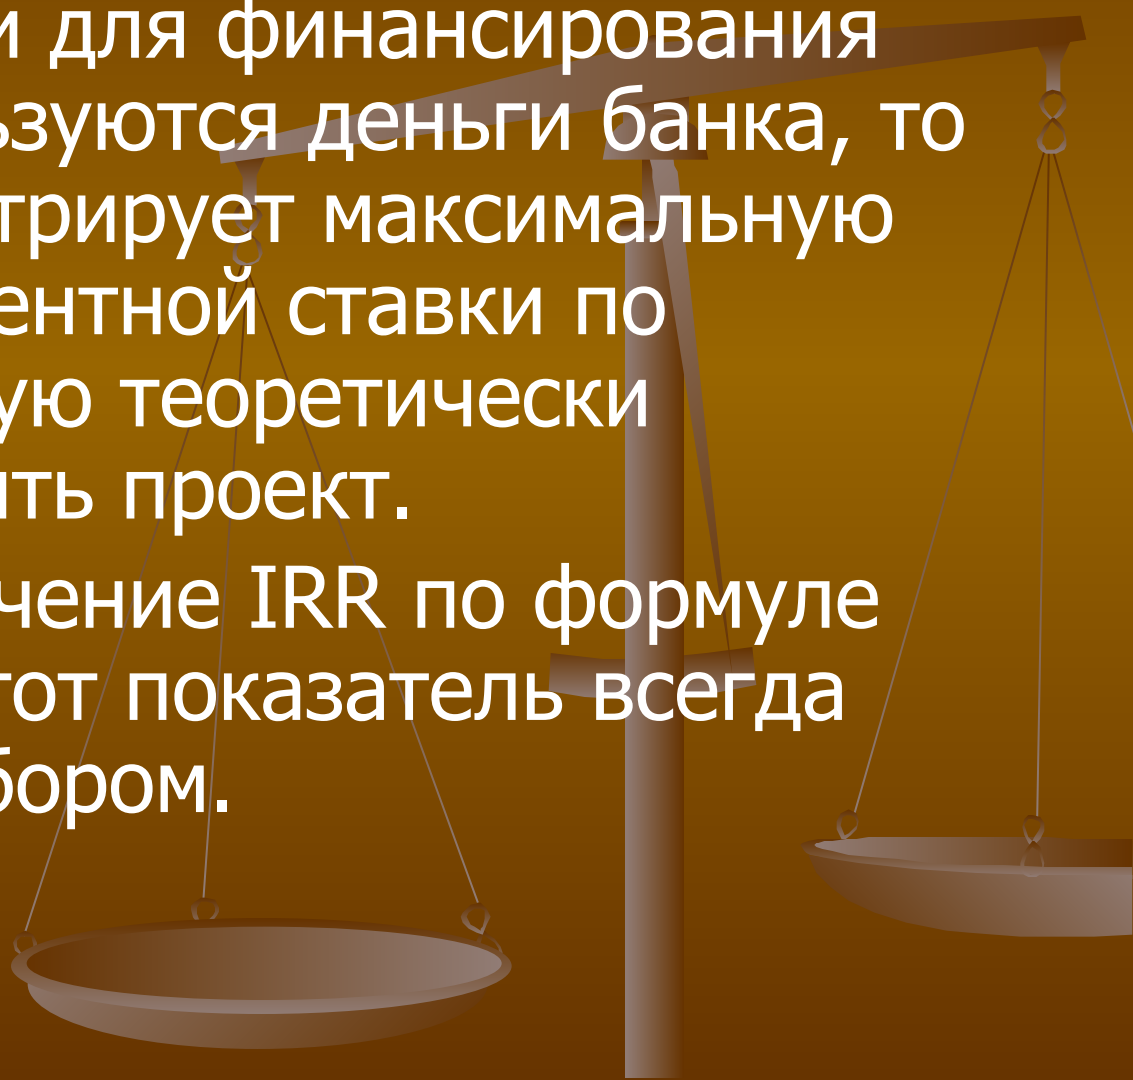 и для финансирования
ьзуются деньги банка, то
трирует максимальную
ентной ставки по
ую теоретически
ить проект.
чение IRR по формуле
тот показатель всегда
бором.